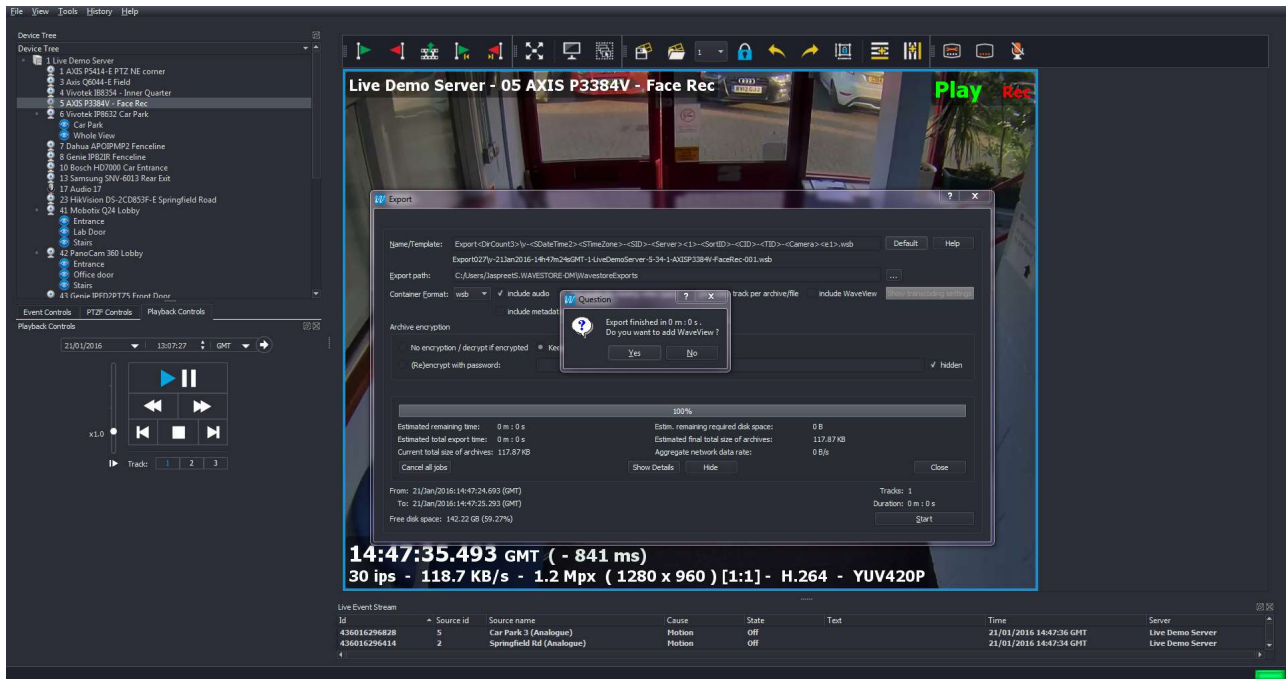 File View Tools History Help
Device Tree
Device Tree
1 Live Demo Server
1 AXIS P5414-E PTZ NE corner
3 Axis Q6044-E Field
4 Vivotek IB8354 - Inner Quarter
5 AXIS P3384V - Face Rec
6 Vivotek IP8632 Car Park
Car Park
Whole View
7 Dahua APOIPMP2 Fenceline
8 Genie IPB2IR Fenceline
10 Bosch HD7000 Car Entrance
13 Samsung SNV-6013 Rear Exit
17 Audio 17
23 HikVision DS-2CD853F-E Springfield Road
41 Mobotix Q24 Lobby
Entrance
Lab Door
Stairs
42 PanoCam 360 Lobby
Entrance
Office door
Stairs
43 Genie IPED2PTZ5 Front Door
Event Controls PTZF Controls Playback Controls
Playback Controls
21/01/2016 13:07:27 GMT
x1.0
Track: 1 2 3
1
Live Demo Server - 05 AXIS P3384V - Face Rec
Play Rec
Export ? X
Name/Template: Export<DirCount3>\v-<SDateTime2><STimeZone>-<SID>-<Server><1>-<SortID>-<CID>-<TID>-<Camera><e1>.wsb Default Help
Export027\v-21Jan2016-14h47m24sGMT-1-LiveDemoServer-5-34-1-AXISP3384V-FaceRec-001.wsb
Export path: C:/Users/JaspreetS.WAVESTORE-DM/WavestoreExports ...
Container Format: wsb include audio track per archive/file include WaveView Show transcoding settings
include metadat
Archive encryption
No encryption / decrypt if encrypted Kee
(Re)encrypt with password: hidden
Question ? X
Export finished in 0 m : 0 s .
Do you want to add WaveView ?
Yes No
100%
Estimated remaining time: 0 m : 0 s Estim. remaining required disk space: 0 B
Estimated total export time: 0 m : 0 s Estimated final total size of archives: 117.87 KB
Current total size of archives: 117.87 KB Aggregate network data rate: 0 B/s
Cancel all jobs Show Details Hide Close
From: 21/Jan/2016:14:47:24.693 (GMT) Tracks: 1
To: 21/Jan/2016:14:47:25.293 (GMT) Duration: 0 m : 0 s
Free disk space: 142.22 GB (59.27%) Start
14:47:35.493 GMT ( - 841 ms)
30 ips - 118.7 KB/s - 1.2 Mpx ( 1280 x 960 ) [1:1] - H.264 - YUV420P
Live Event Stream
Id Source id Source name Cause State Text Time Server
436016296828 5 Car Park 3 (Analogue) Motion Off 21/01/2016 14:47:36 GMT Live Demo Server
436016296414 2 Springfield Rd (Analogue) Motion Off 21/01/2016 14:47:34 GMT Live Demo Server